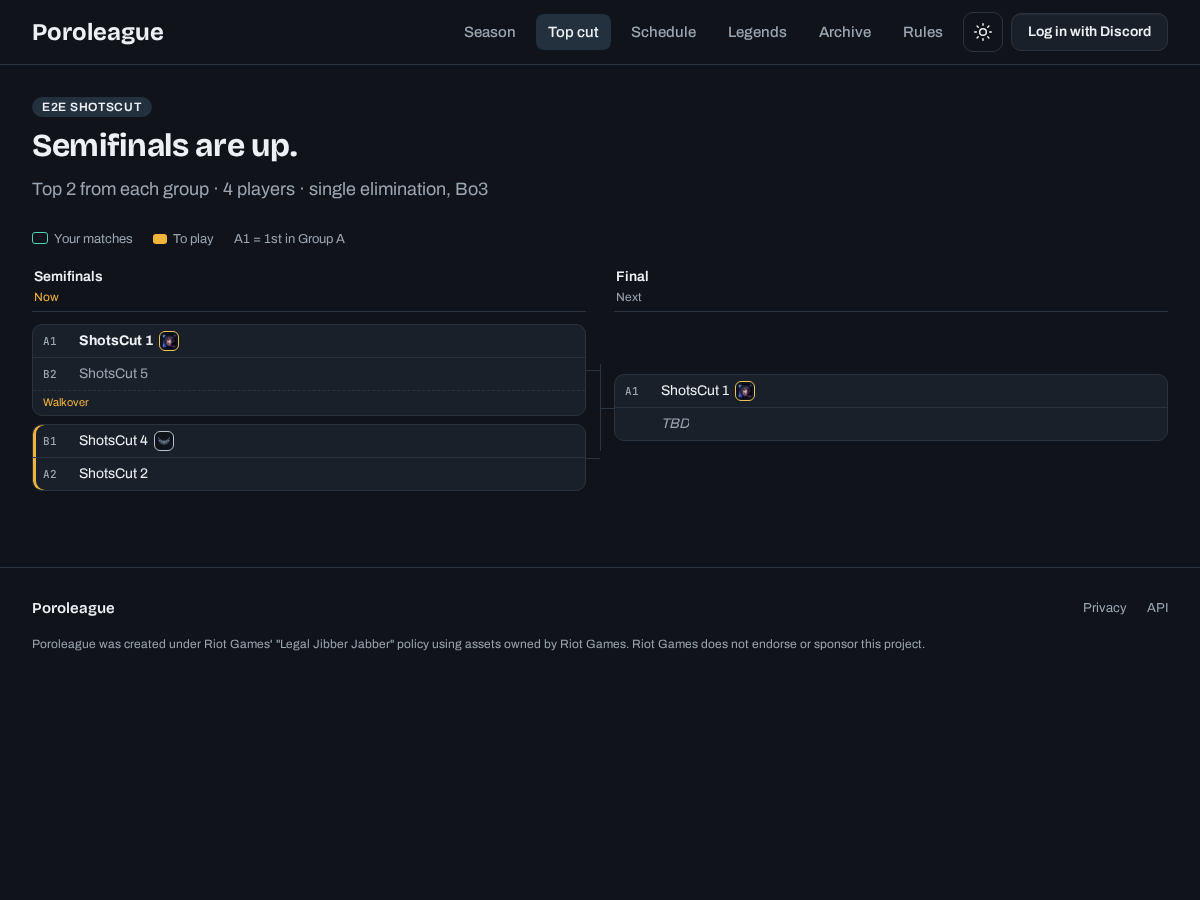 Poroleague
Season
Top cut
Schedule
Legends
Archive
Rules
Log in with Discord
E2E SHOTSCUT
Semifinals are up.
Top 2 from each group · 4 players · single elimination, Bo3
Your matches
To play
A1 = 1st in Group A
Semifinals
Now
A1 ShotsCut 1
B2 ShotsCut 5
Walkover
B1 ShotsCut 4
A2 ShotsCut 2
Final
Next
A1 ShotsCut 1
TBD
Poroleague
Privacy
API
Poroleague was created under Riot Games' "Legal Jibber Jabber" policy using assets owned by Riot Games. Riot Games does not endorse or sponsor this project.